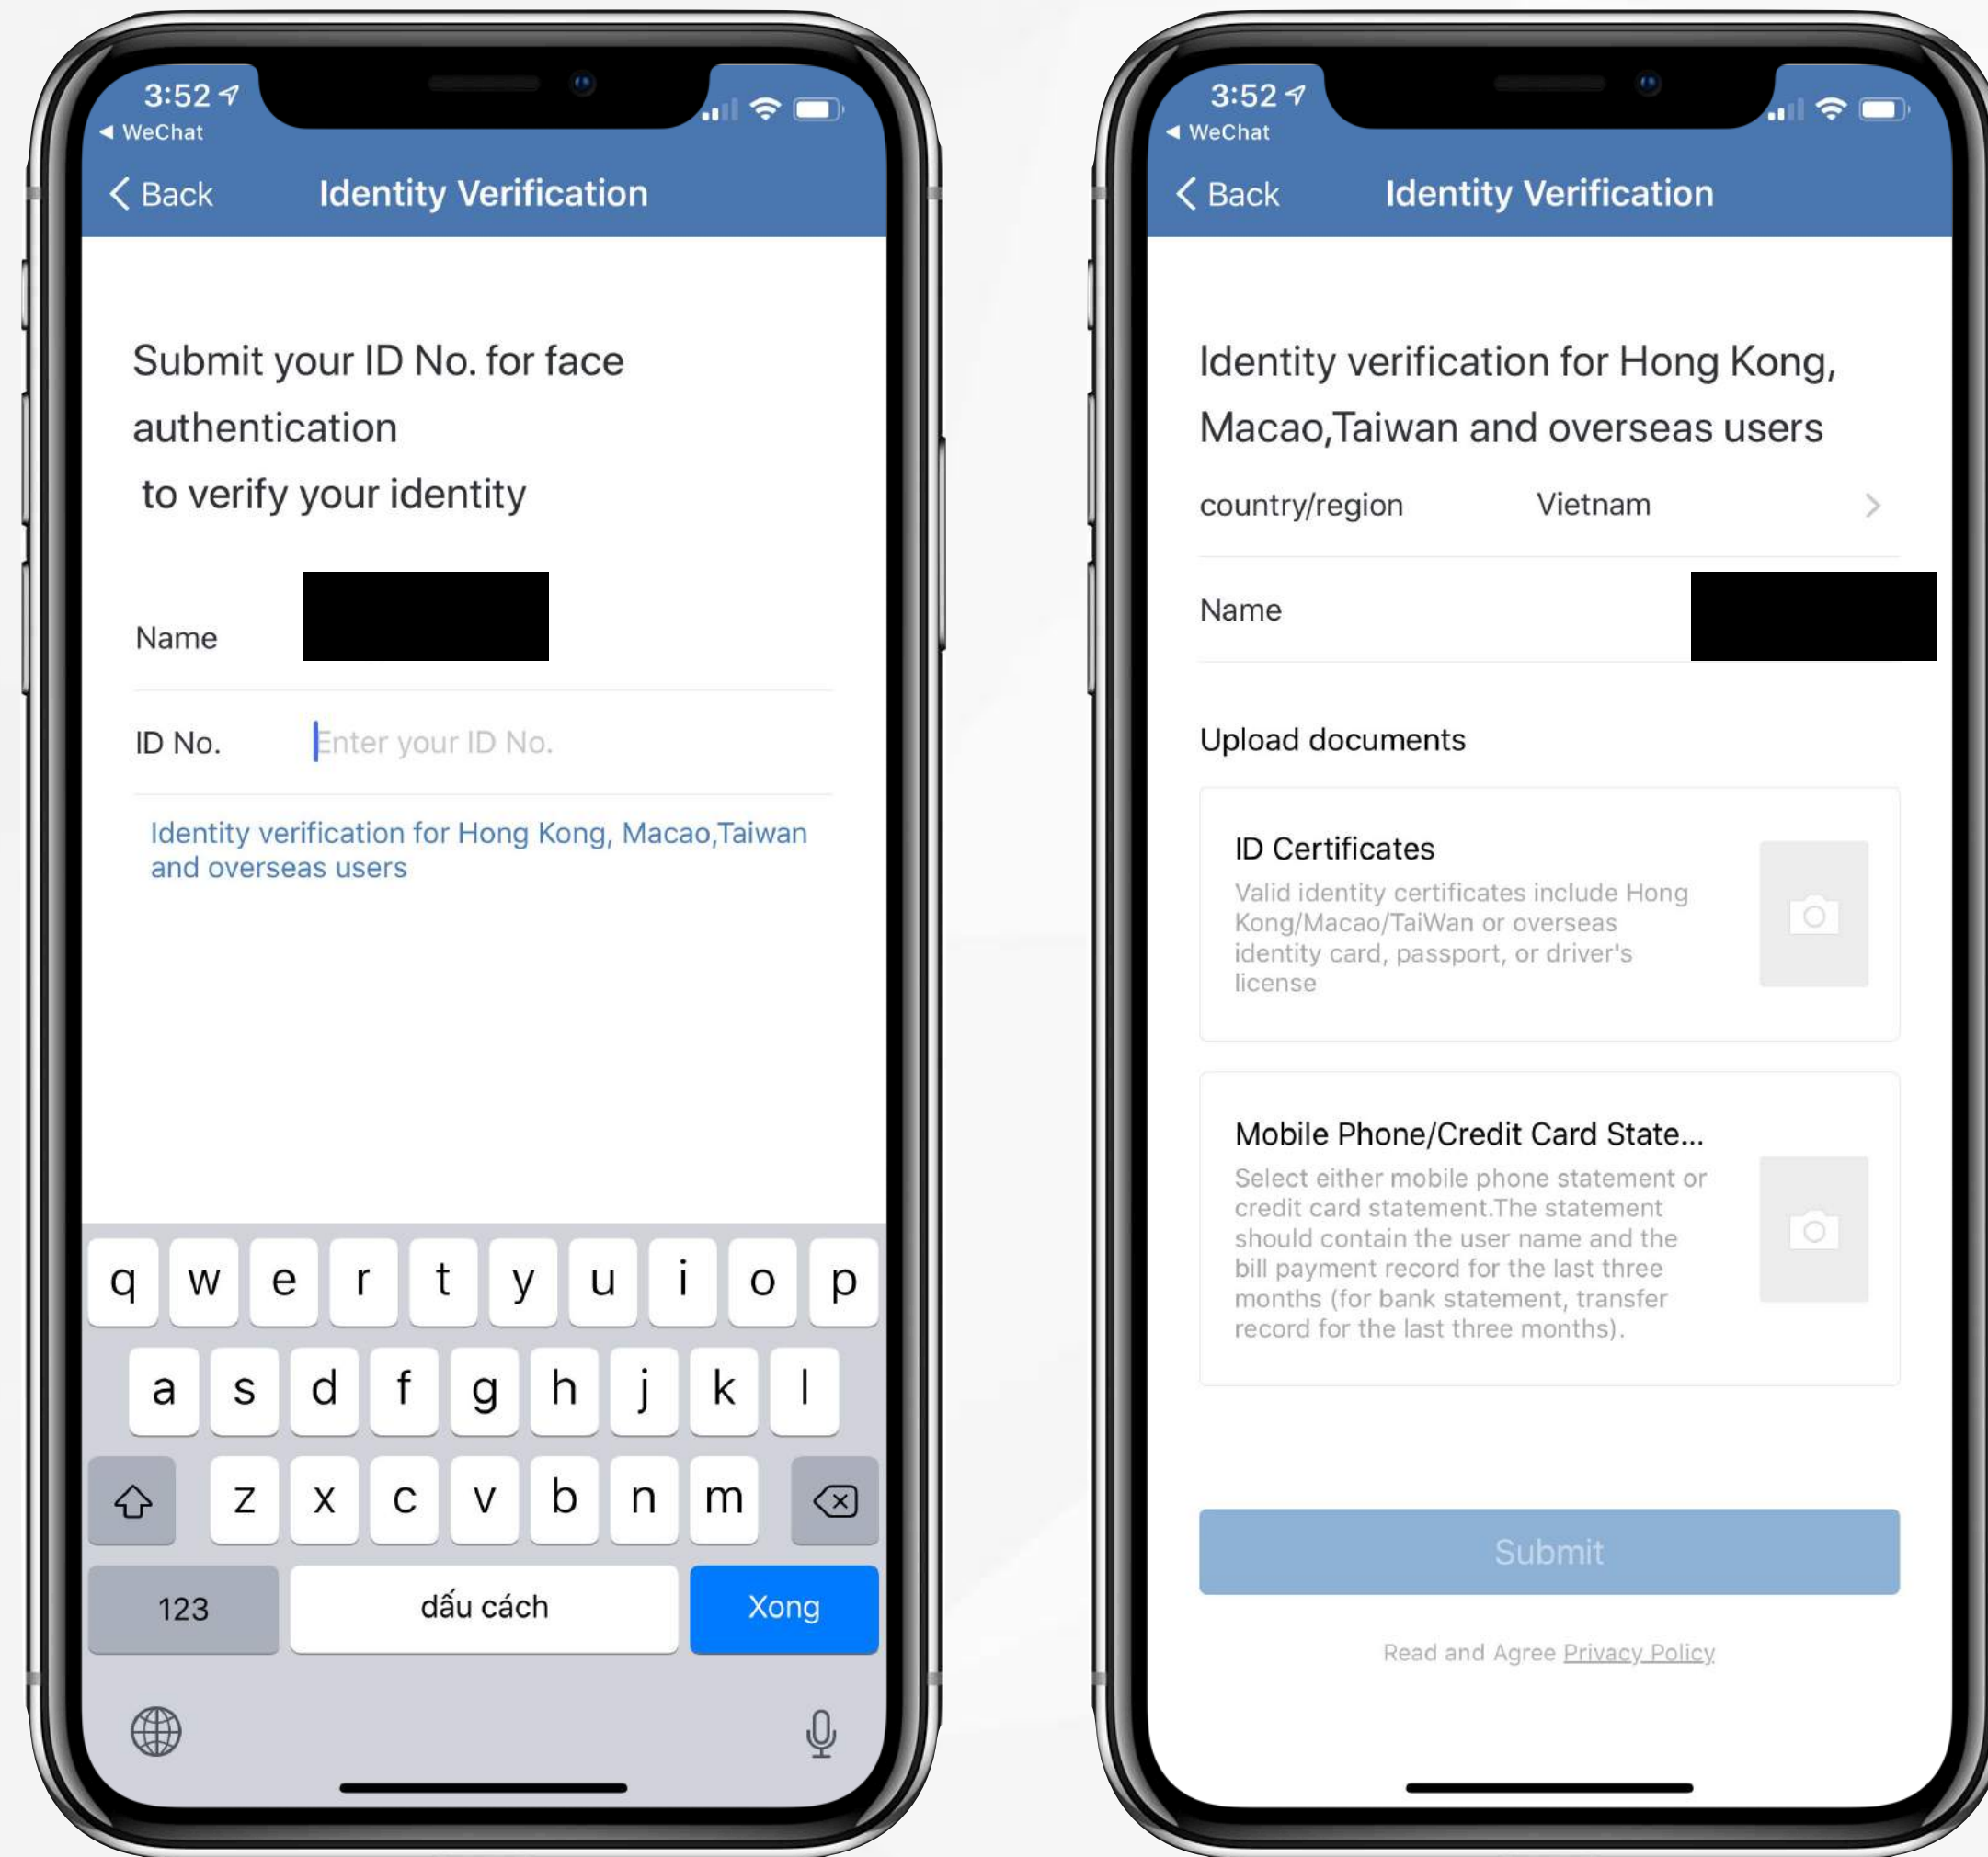 3:52
◀ WeChat
Back
Identity Verification
Submit your ID No. for face
authentication
to verify your identity
Name
ID No.
Enter your ID No.
Identity verification for Hong Kong, Macao,Taiwan
and overseas users
q w e r t y u i o p
a s d f g h j k l
z x c v b n m
123
dấu cách
Xong
3:52
◀ WeChat
Back
Identity Verification
Identity verification for Hong Kong,
Macao,Taiwan and overseas users
country/region
Vietnam
Name
Upload documents
ID Certificates
Valid identity certificates include Hong
Kong/Macao/TaiWan or overseas
identity card, passport, or driver's
license
Mobile Phone/Credit Card State...
Select either mobile phone statement or
credit card statement.The statement
should contain the user name and the
bill payment record for the last three
months (for bank statement, transfer
record for the last three months).
Submit
Read and Agree Privacy Policy